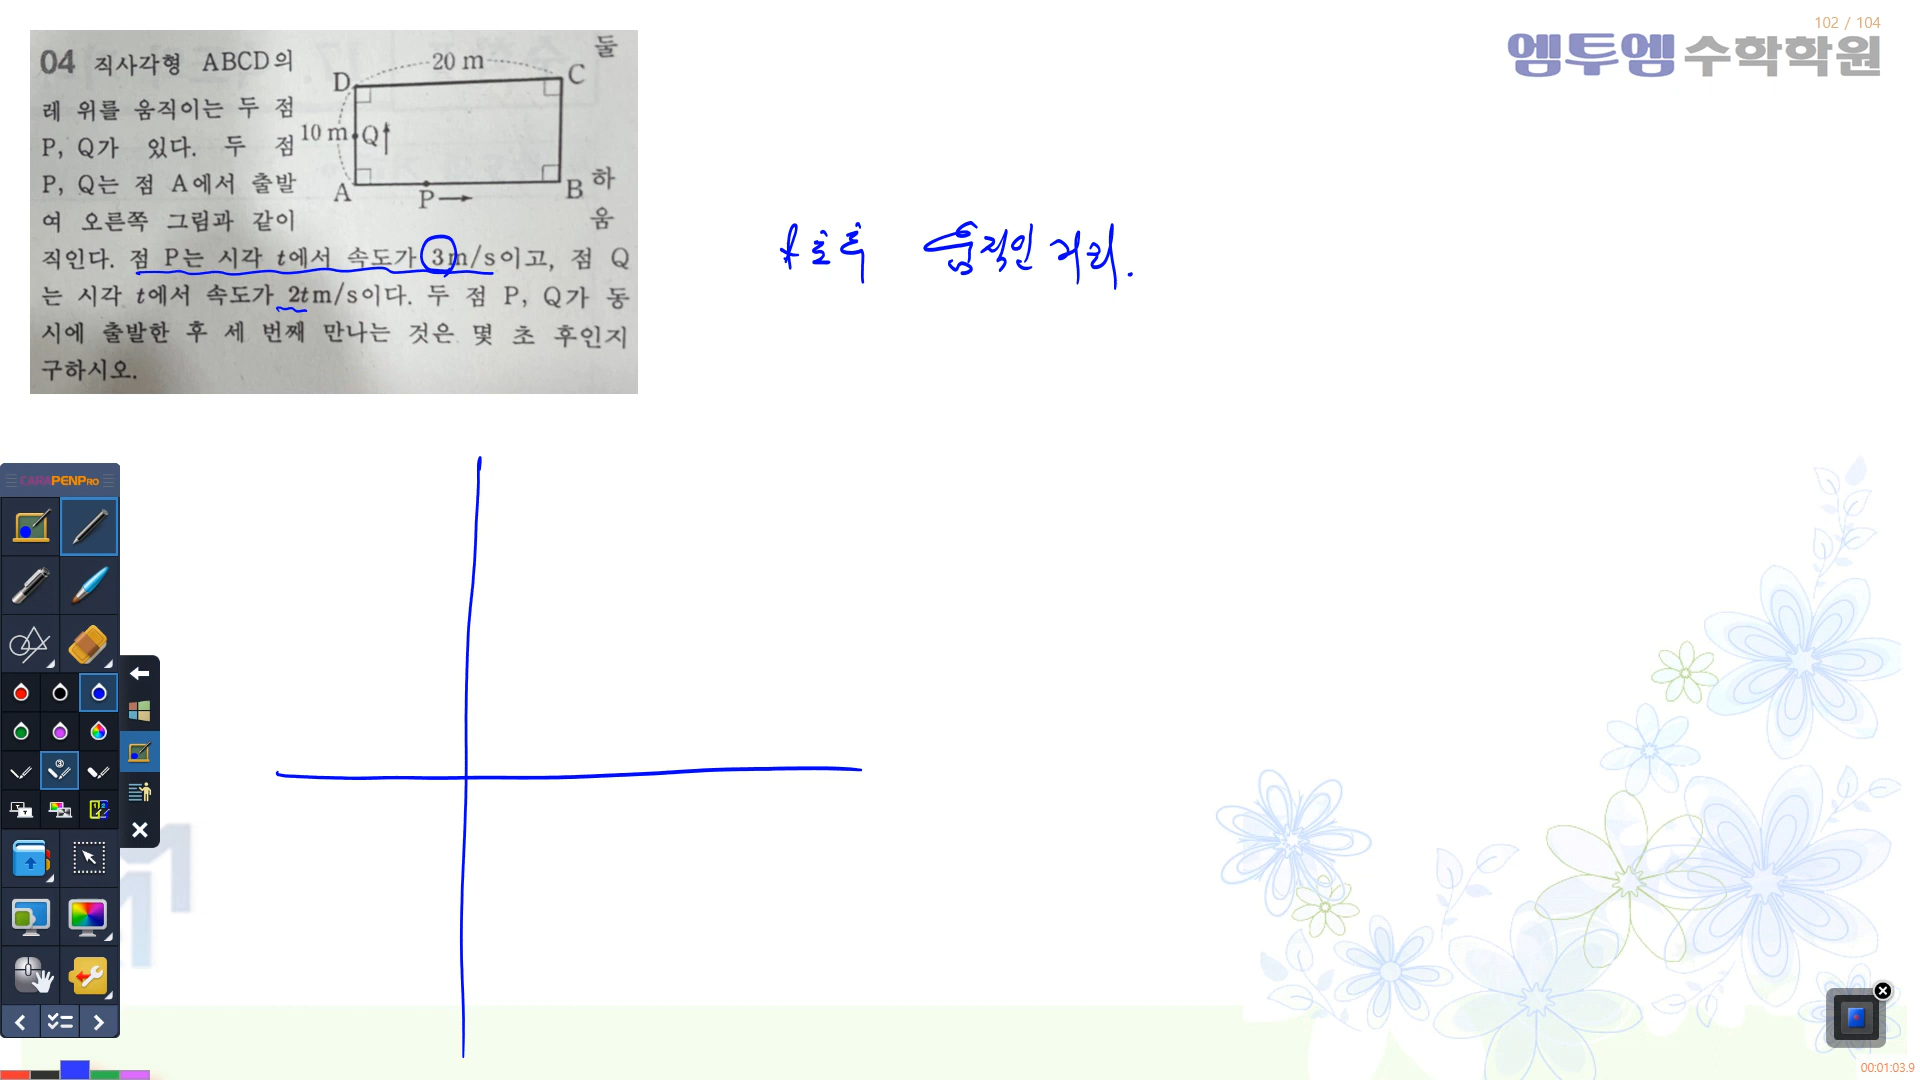 102 / 104
엠투엠 수학학원
04 직사각형 ABCD의 둘
레 위를 움직이는 두 점
P, Q가 있다. 두 점
P, Q는 점 A에서 출발하
여 오른쪽 그림과 같이 움
직인다. 점 P는 시각 t에서 속도가 3m/s이고, 점 Q
는 시각 t에서 속도가 2tm/s이다. 두 점 P, Q가 동
시에 출발한 후 세 번째 만나는 것은 몇 초 후인지
구하시오.
D 20 m C
10 m Q
A P B
움직인 거리.
CARAPENPRO
00:01:03.9